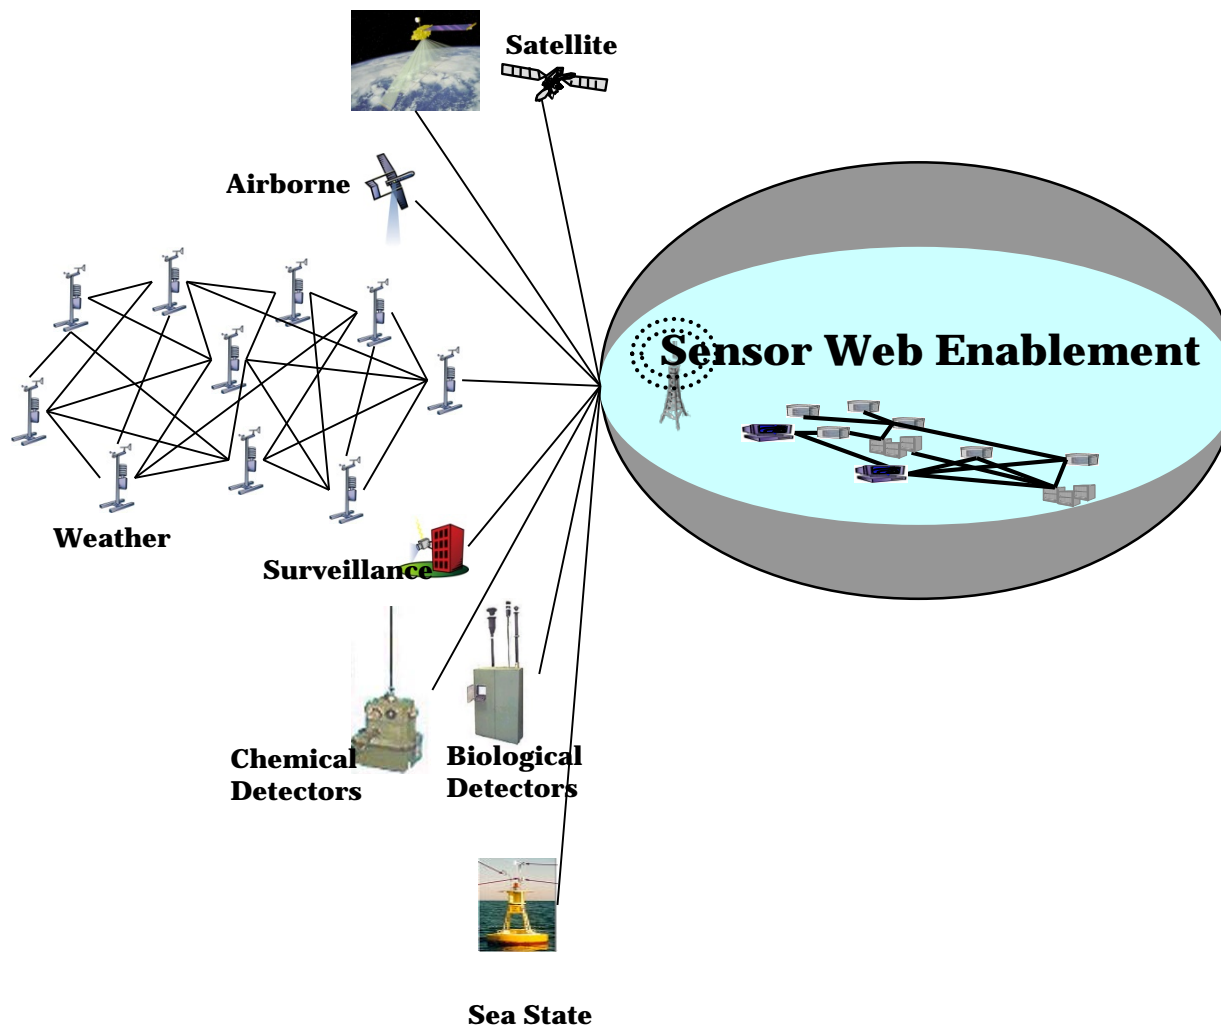 Satellite
Airborne
Sensor Web Enablement
Weather
Surveillance
Chemical
Detectors
Biological
Detectors
Sea State